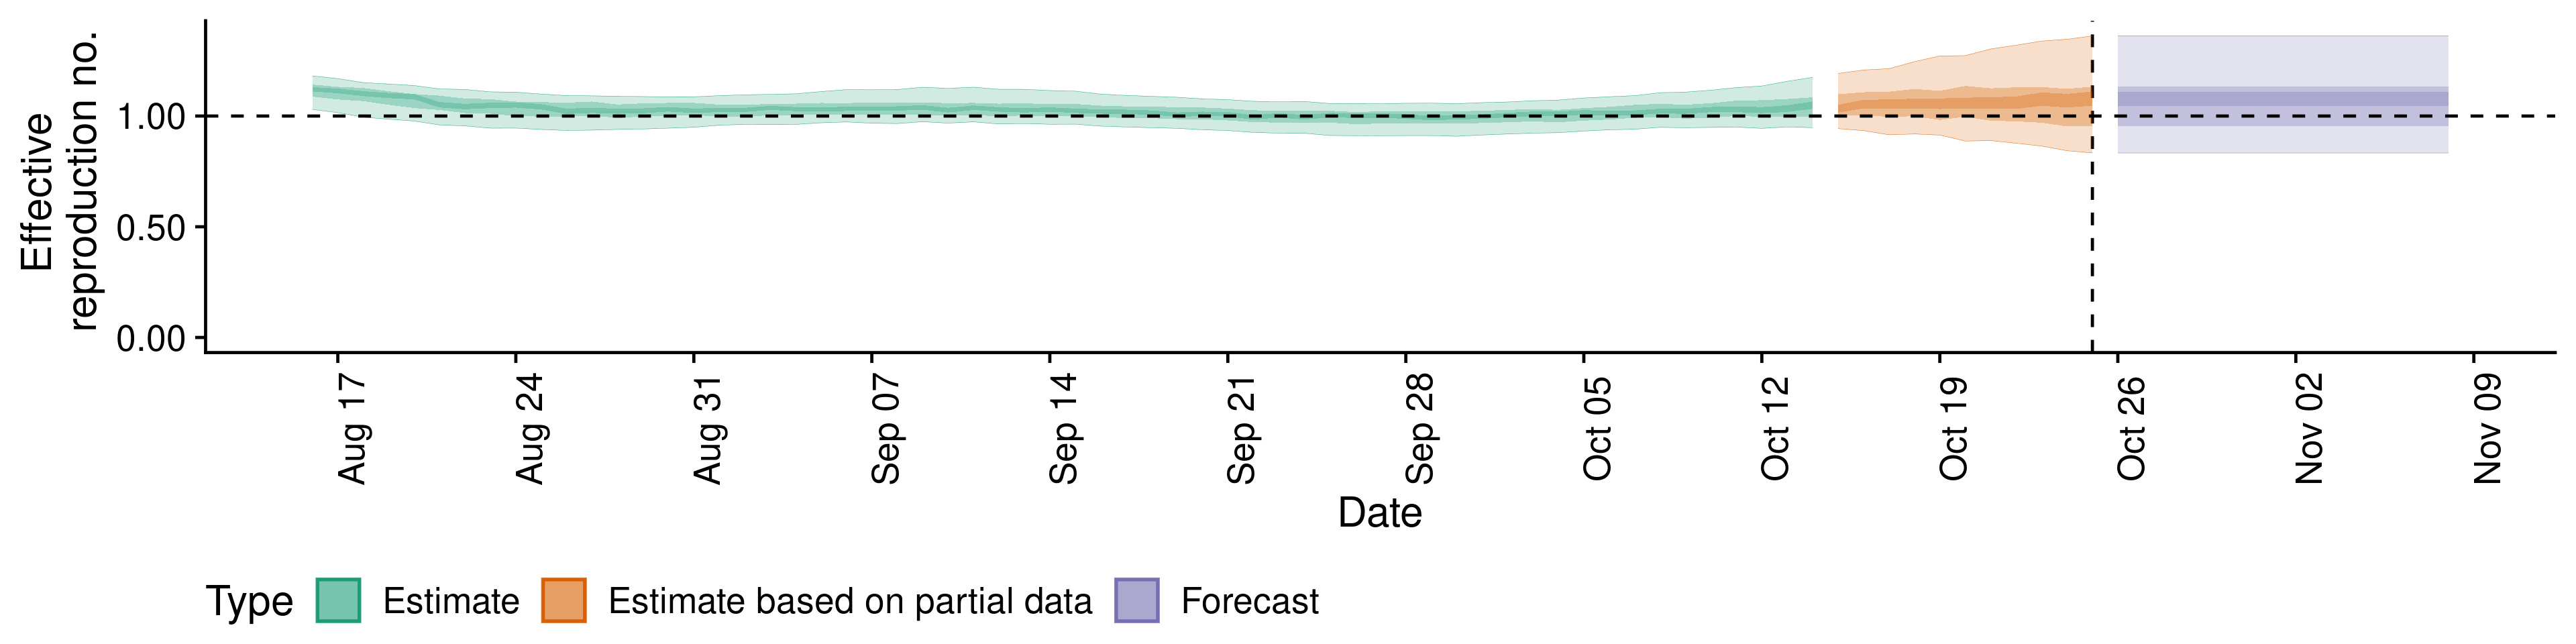 Effective
reproduction no.
1.00
0.50
0.00
Aug 17
Aug 24
Aug 31
Sep 07
Sep 14
Sep 21
Sep 28
Oct 05
Oct 12
Oct 19
Oct 26
Nov 02
Nov 09
Date
Type Estimate Estimate based on partial data Forecast